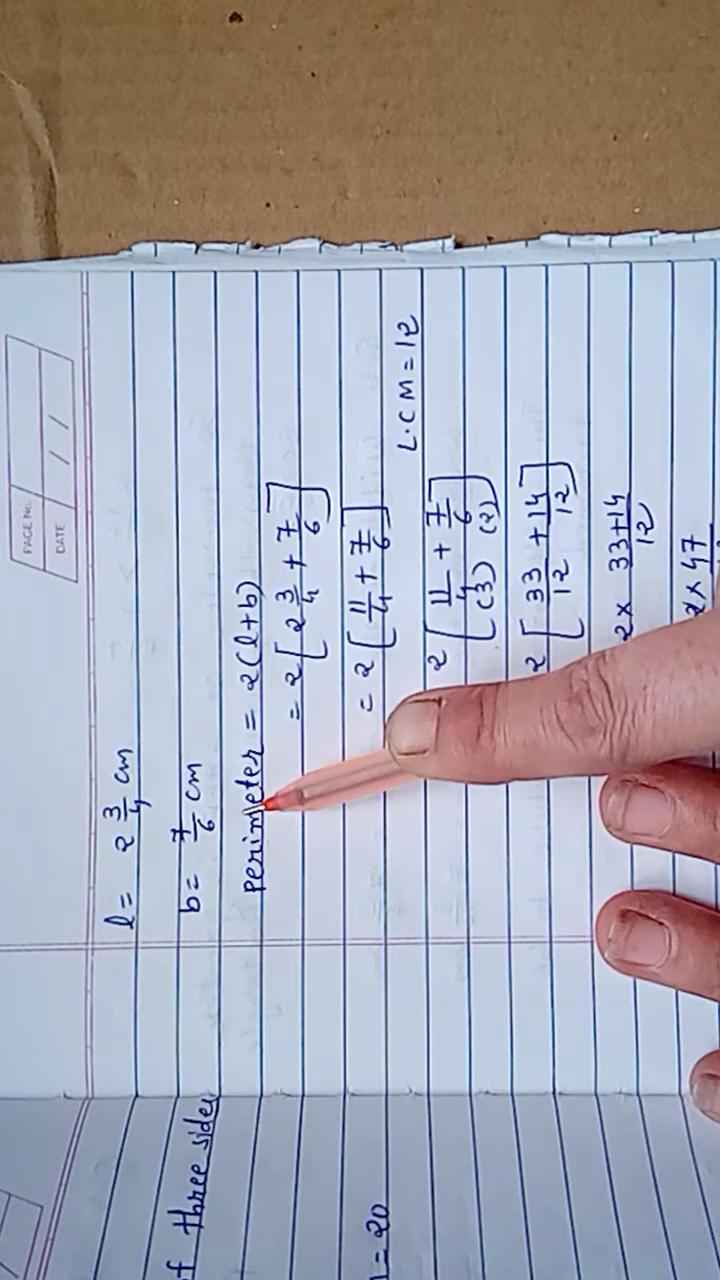 PAGE No.
DATE / /
l = 2 3/4 cm
b = 7/6 cm
Perimeter = 2(l+b)
= 2[2 3/4 + 7/6]
= 2[11/4 + 7/6]
L.C.M = 12
2[11/4 + 7/6]
(3) (2)
2[33/12 + 14/12]
2 × 33+14/12
2 × 47
of three sides
= 20